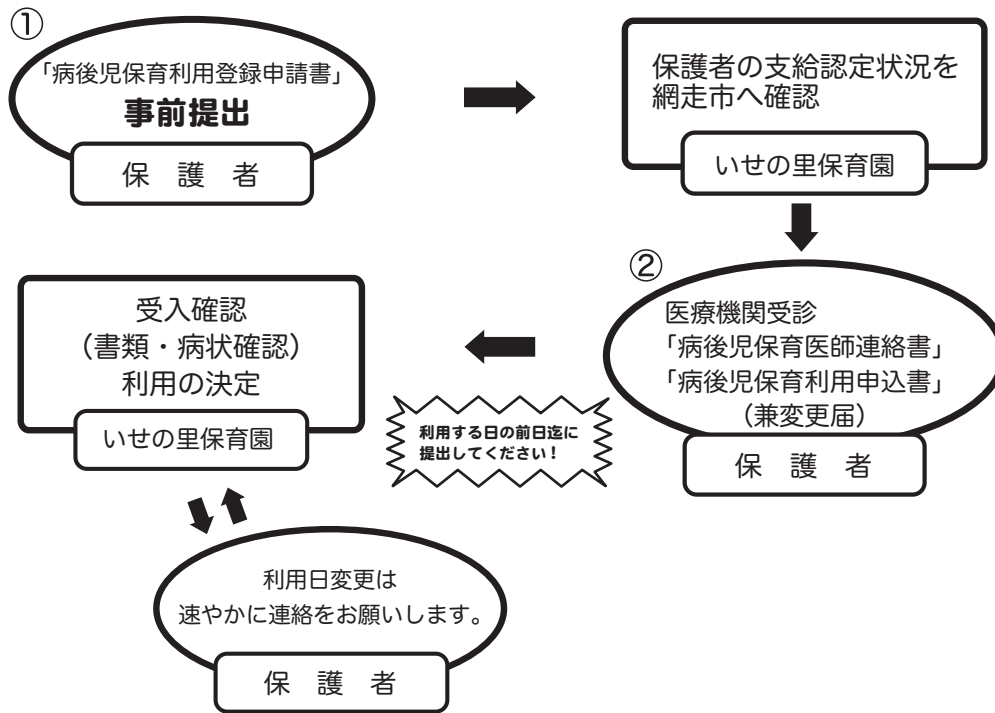 ①
「病後児保育利用登録申請書」
事前提出
保　護　者
保護者の支給認定状況を
網走市へ確認
いせの里保育園
②
医療機関受診
「病後児保育医師連絡書」
「病後児保育利用申込書」
（兼変更届）
保　護　者
利用する日の前日迄に
提出してください！
受入確認
（書類・病状確認）
利用の決定
いせの里保育園
利用日変更は
速やかに連絡をお願いします。
保　護　者